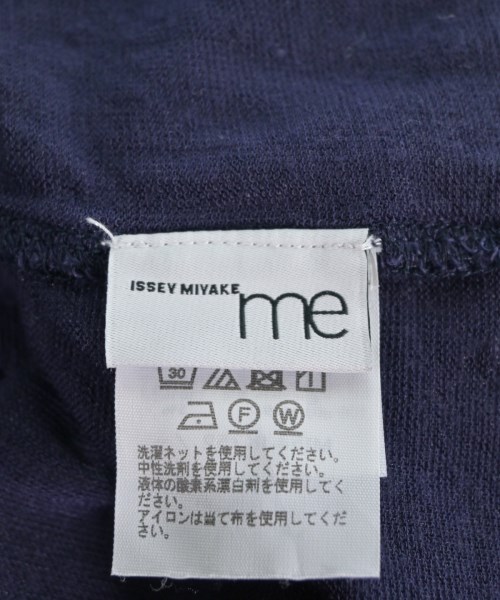 ISSEY MIYAKE me
30
F W
洗濯ネットを使用してください。
中性洗剤を使用してください。
液体の酸素系漂白剤を使用してく
ださい。
アイロンは当て布を使用してくだ
さい。